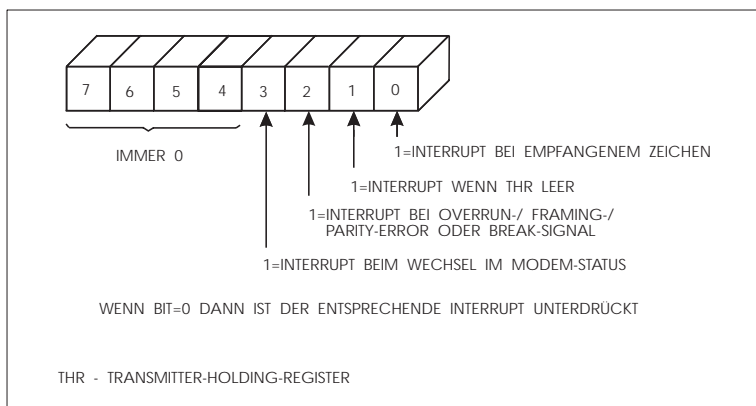 7 6 5 4 3 2 1 0
IMMER 0
1=INTERRUPT BEI EMPFANGENEM ZEICHEN
1=INTERRUPT WENN THR LEER
1=INTERRUPT BEI OVERRUN-/ FRAMING-/
PARITY-ERROR ODER BREAK-SIGNAL
1=INTERRUPT BEIM WECHSEL IM MODEM-STATUS
WENN BIT=0 DANN IST DER ENTSPRECHENDE INTERRUPT UNTERDRÜCKT
THR - TRANSMITTER-HOLDING-REGISTER